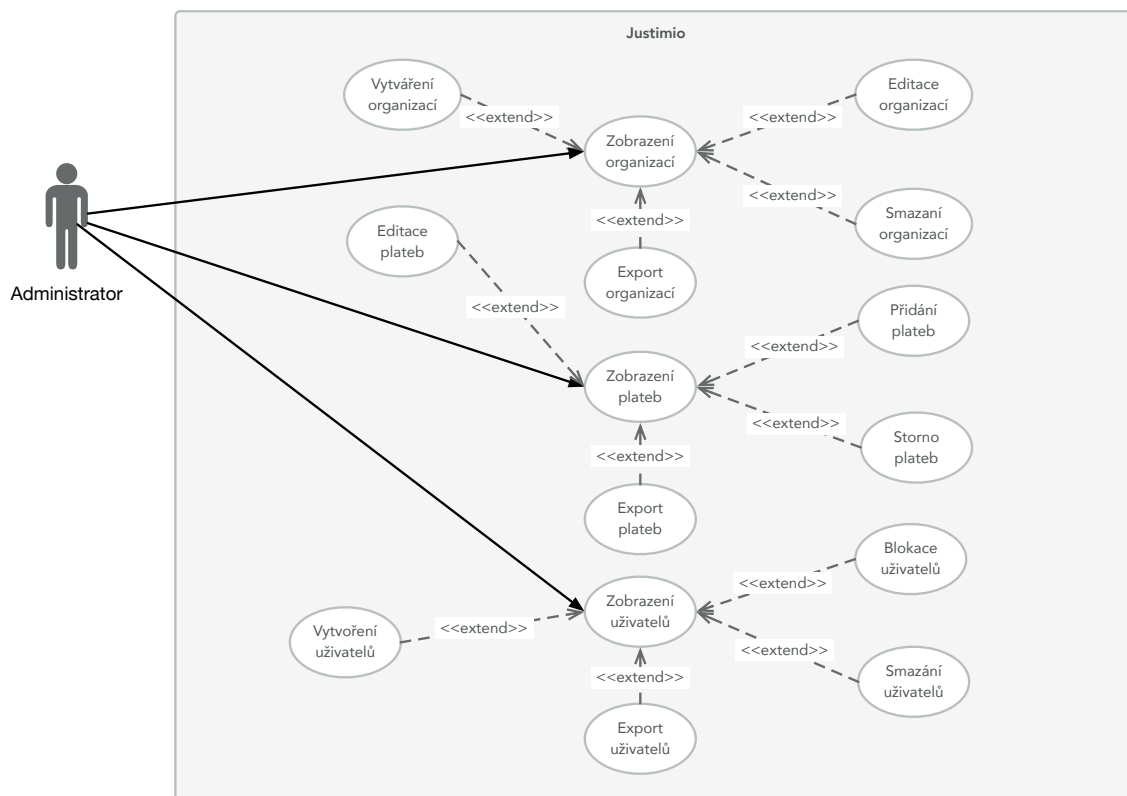 Justimio
Vytváření
organizací
Editace
organizací
<<extend>>
<<extend>>
Zobrazení
organizací
<<extend>>
<<extend>>
Smazaní
organizací
Editace
plateb
Export
organizací
Administrator
<<extend>>
Přidání
plateb
<<extend>>
Zobrazení
plateb
<<extend>>
<<extend>>
Storno
plateb
Export
plateb
Blokace
uživatelů
<<extend>>
Zobrazení
uživatelů
Vytvoření
uživatelů
<<extend>>
<<extend>>
<<extend>>
Smazání
uživatelů
Export
uživatelů